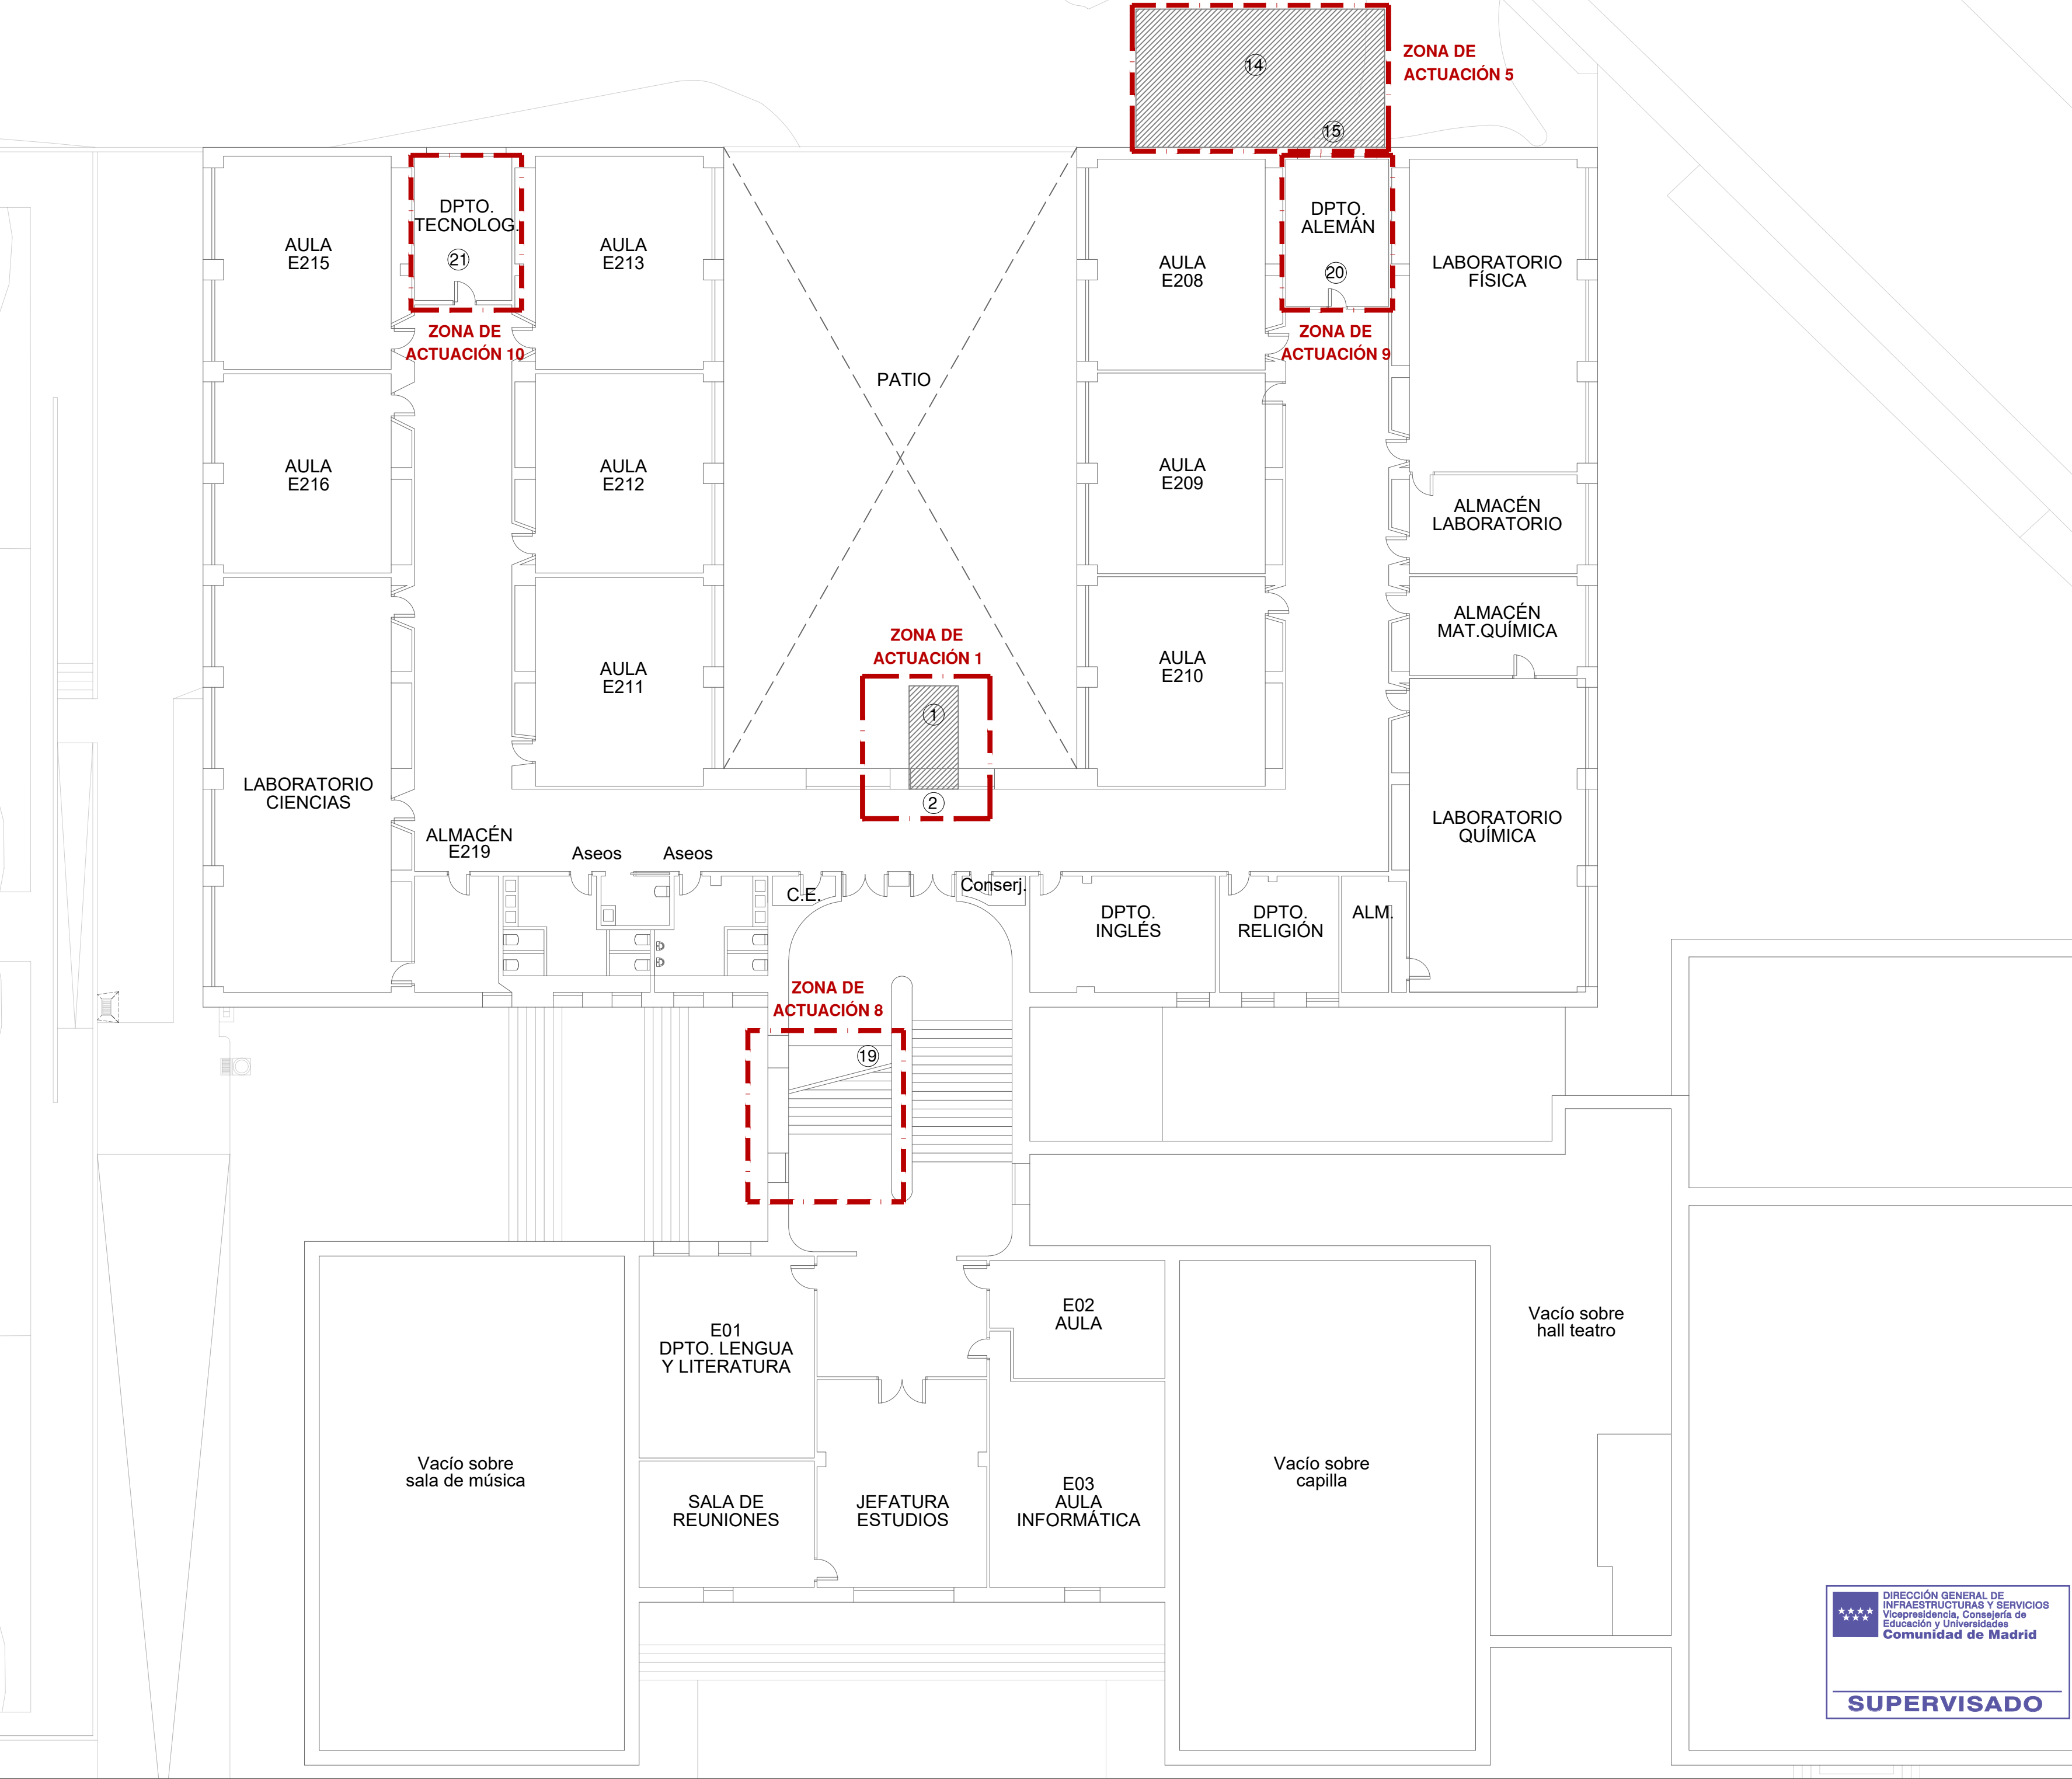 ZONA DE
ACTUACIÓN 5
14
15
AULA
E215
DPTO.
TECNOLOG.
21
ZONA DE
ACTUACIÓN 10
AULA
E213
PATIO
AULA
E208
DPTO.
ALEMÁN
20
ZONA DE
ACTUACIÓN 9
LABORATORIO
FÍSICA
AULA
E216
AULA
E212
AULA
E209
ALMACÉN
LABORATORIO
ALMACÉN
MAT.QUÍMICA
AULA
E211
ZONA DE
ACTUACIÓN 1
1
2
AULA
E210
LABORATORIO
CIENCIAS
LABORATORIO
QUÍMICA
ALMACÉN
E219
Aseos
Aseos
C.E.
Conserj.
DPTO.
INGLÉS
DPTO.
RELIGIÓN
ALM.
ZONA DE
ACTUACIÓN 8
19
E01
DPTO. LENGUA
Y LITERATURA
E02
AULA
Vacío sobre
hall teatro
Vacío sobre
sala de música
SALA DE
REUNIONES
JEFATURA
ESTUDIOS
E03
AULA
INFORMÁTICA
Vacío sobre
capilla
DIRECCIÓN GENERAL DE
INFRAESTRUCTURAS Y SERVICIOS
Vicepresidencia, Consejería de
Educación y Universidades
Comunidad de Madrid
SUPERVISADO